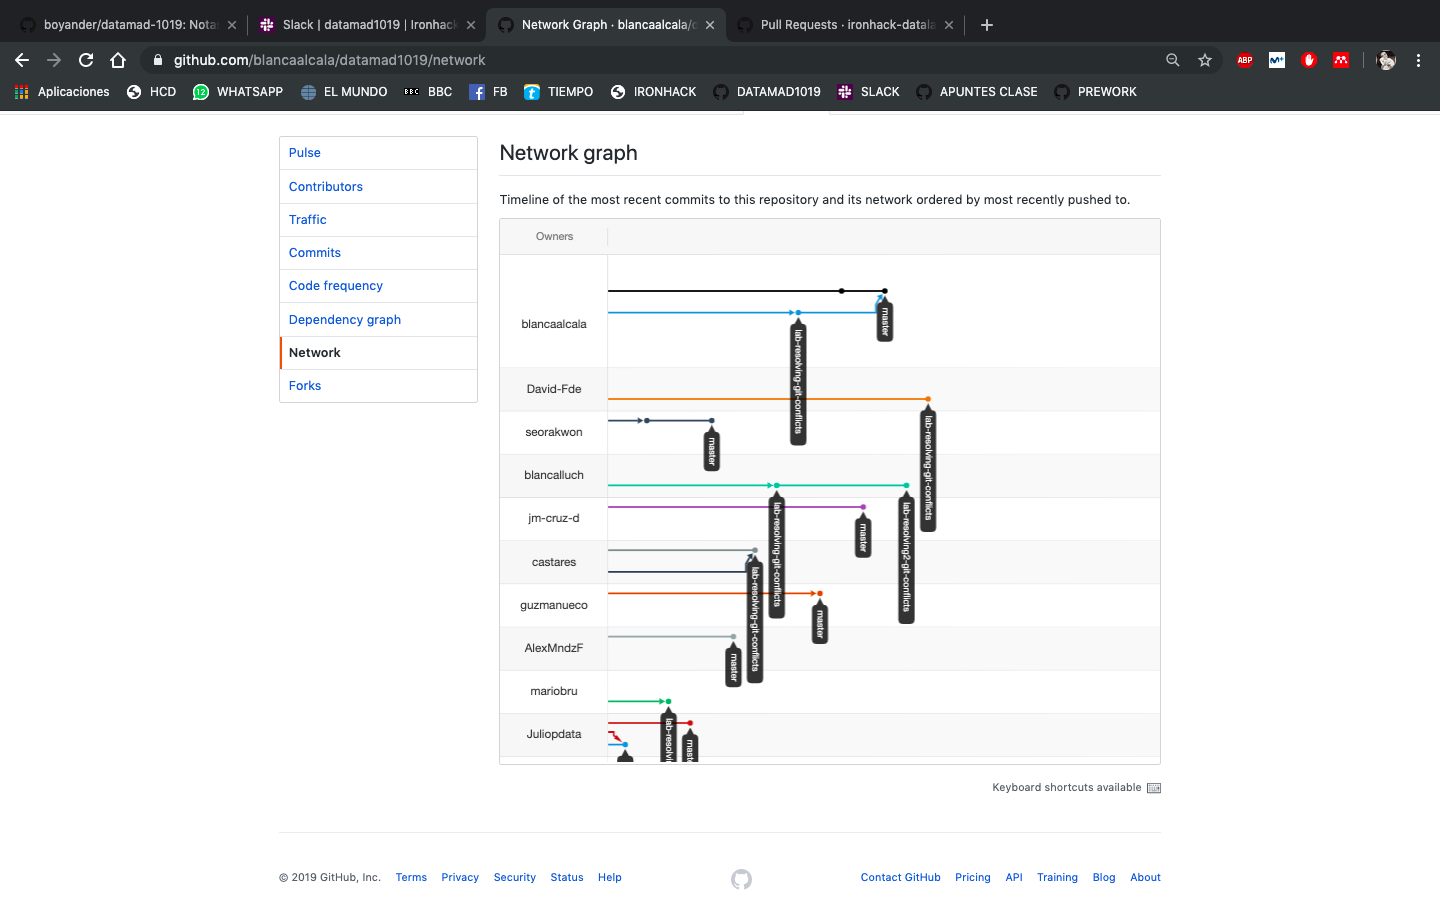 boyander/datamad-1019: Nota
Slack | datamad1019 | Ironhack
Network Graph · blancaalcala/d
Pull Requests · ironhack-datala
github.com/blancaalcala/datamad1019/network
ABP
M+
Aplicaciones
HCD
12
WHATSAPP
EL MUNDO
BBC
BBC
FB
TIEMPO
IRONHACK
DATAMAD1019
SLACK
APUNTES CLASE
PREWORK
Pulse
Contributors
Traffic
Commits
Code frequency
Dependency graph
Network
Forks
Network graph
Timeline of the most recent commits to this repository and its network ordered by most recently pushed to.
Owners
blancaalcala
David-Fde
seorakwon
blancalluch
jm-cruz-d
castares
guzmanueco
AlexMndzF
mariobru
Juliopdata
master
lab-resolving-git-conflicts
lab-resolving-git-conflicts
master
lab-resolving-git-conflicts
lab-resolving2-git-conflicts
master
lab-resolving-git-conflicts
master
master
lab-resolvi
mast
Keyboard shortcuts available
© 2019 GitHub, Inc.
Terms
Privacy
Security
Status
Help
Contact GitHub
Pricing
API
Training
Blog
About